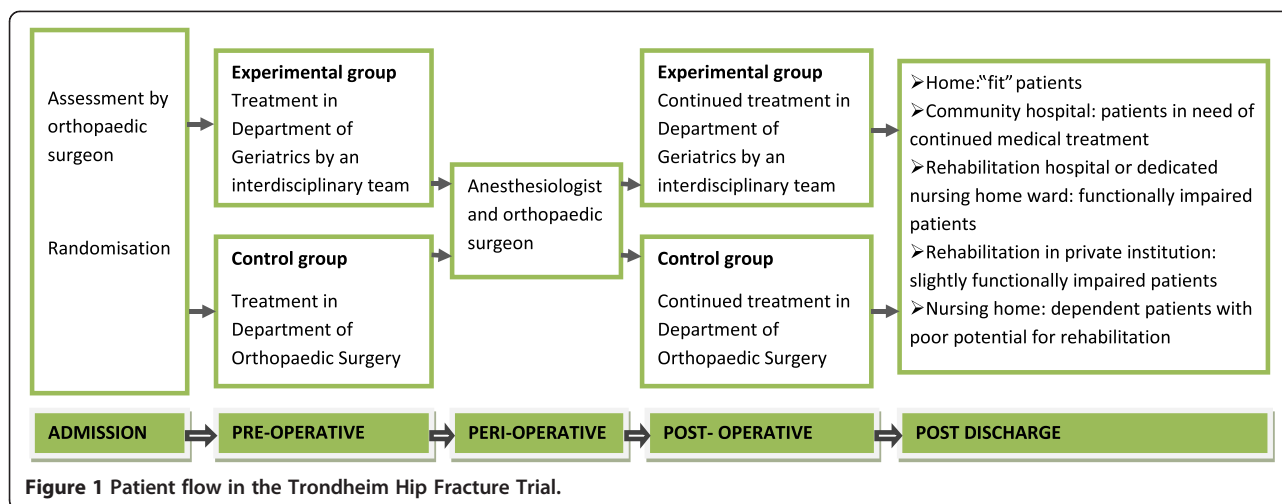 Assessment by
orthopaedic
surgeon
Randomisation
Experimental group
Treatment in
Department of
Geriatrics by an
interdisciplinary team
Control group
Treatment in
Department of
Orthopaedic Surgery
Anesthesiologist
and orthopaedic
surgeon
Experimental group
Continued treatment in
Department of
Geriatrics by an
interdisciplinary team
Control group
Continued treatment in
Department of
Orthopaedic Surgery
➢Home:“fit” patients
➢Community hospital: patients in need of
continued medical treatment
➢Rehabilitation hospital or dedicated
nursing home ward: functionally impaired
patients
➢Rehabilitation in private institution:
slightly functionally impaired patients
➢Nursing home: dependent patients with
poor potential for rehabilitation
ADMISSION
PRE-OPERATIVE
PERI-OPERATIVE
POST- OPERATIVE
POST DISCHARGE
Figure 1 Patient flow in the Trondheim Hip Fracture Trial.